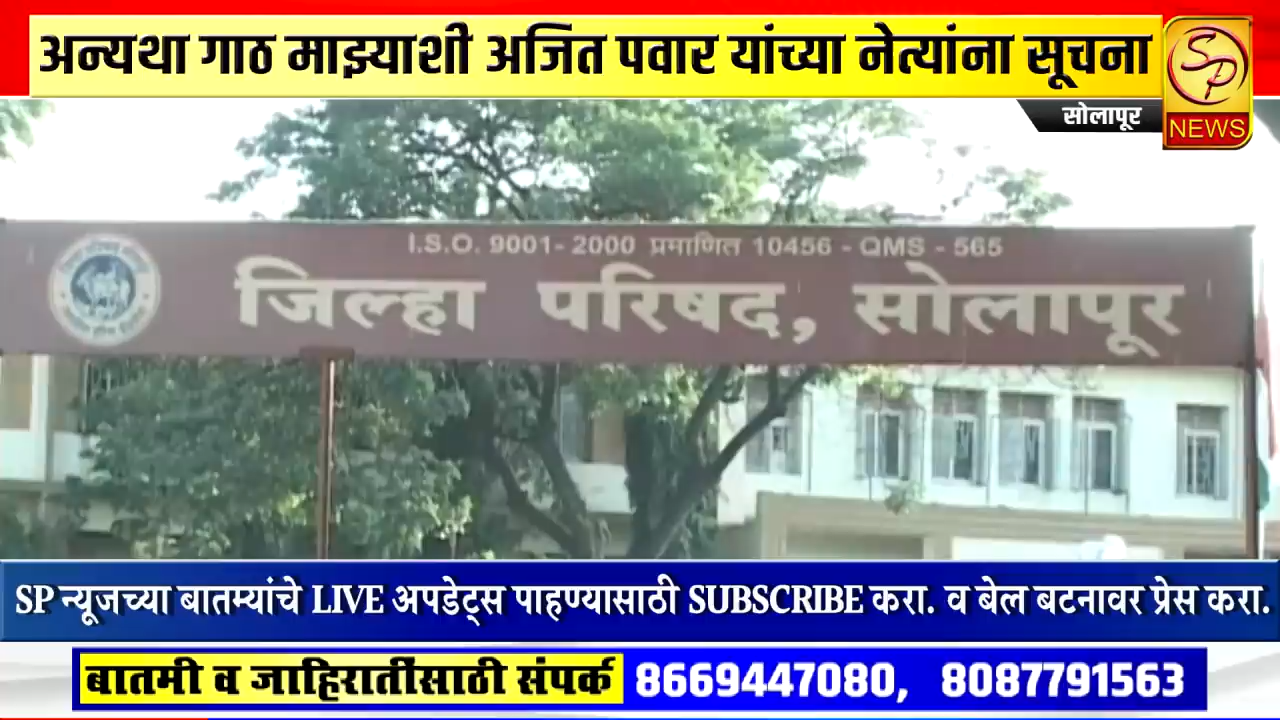 अन्यथा गाठ माझ्याशी अजित पवार यांच्या नेत्यांना सूचना
SP
NEWS
सोलापूर
I.S.O. 9001- 2000 प्रमाणित 10456 - QMS - 565
जिल्हा परिषद, सोलापूर
SP न्यूजच्या बातम्यांचे LIVE अपडेट्स पाहण्यासाठी SUBSCRIBE करा. व बेल बटनावर प्रेस करा.
बातमी व जाहिरातींसाठी संपर्क 8669447080, 8087791563